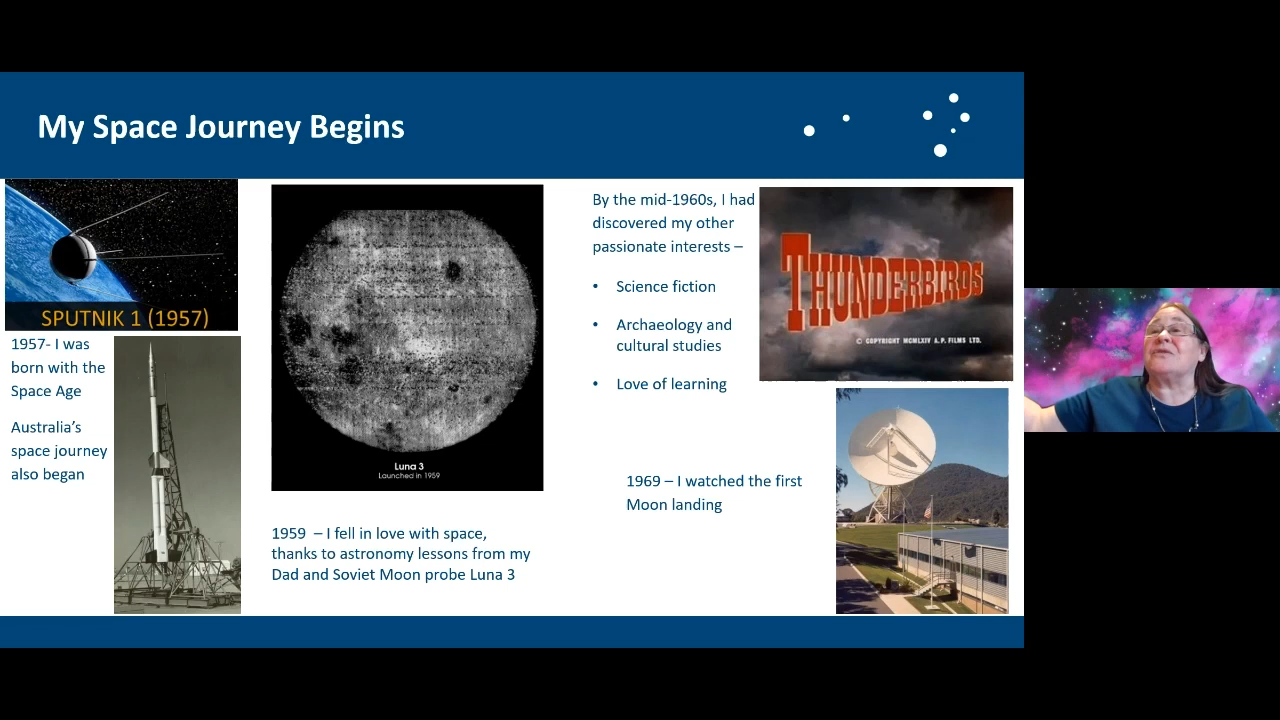 My Space Journey Begins
SPUTNIK 1 (1957)
1957- I was
born with the
Space Age
Australia's
space journey
also began
Luna 3
Launched in 1959
1959 – I fell in love with space,
thanks to astronomy lessons from my
Dad and Soviet Moon probe Luna 3
By the mid-1960s, I had
discovered my other
passionate interests –
• Science fiction
• Archaeology and
cultural studies
• Love of learning
THUNDERBIRDS
© COPYRIGHT MCMLXIV A.P. FILMS LTD.
1969 – I watched the first
Moon landing